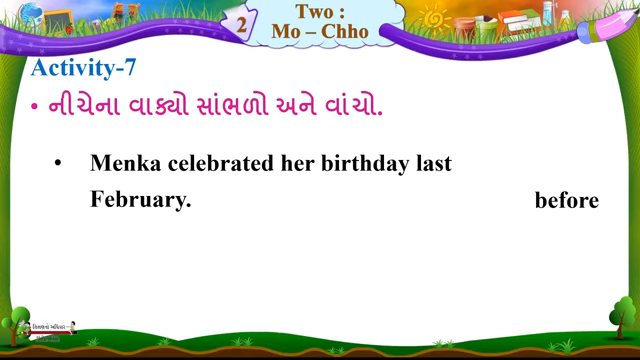 2
Two :
Mo – Chho
Activity-7
• નીચેના વાક્યો સાંભળો અને વાંચો.
• Menka celebrated her birthday last
February. before